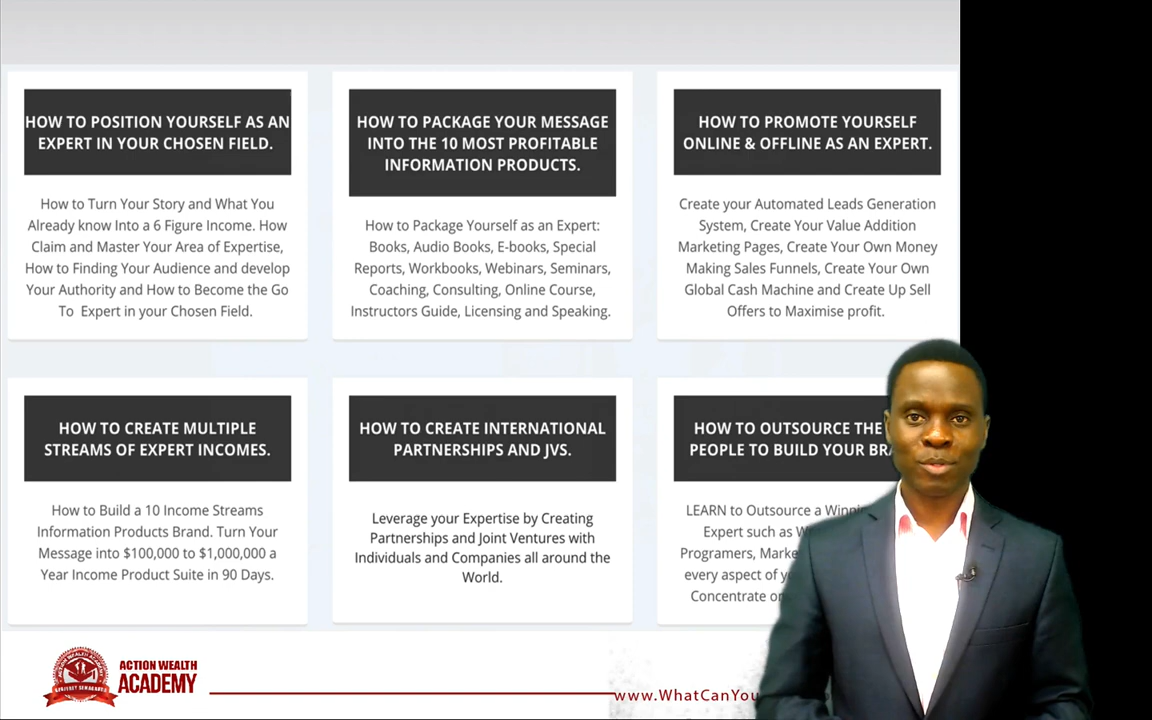 HOW TO POSITION YOURSELF AS AN
EXPERT IN YOUR CHOSEN FIELD.
How to Turn Your Story and What You
Already know Into a 6 Figure Income. How
Claim and Master Your Area of Expertise,
How to Finding Your Audience and develop
Your Authority and How to Become the Go
To Expert in your Chosen Field.
HOW TO PACKAGE YOUR MESSAGE
INTO THE 10 MOST PROFITABLE
INFORMATION PRODUCTS.
How to Package Yourself as an Expert:
Books, Audio Books, E-books, Special
Reports, Workbooks, Webinars, Seminars,
Coaching, Consulting, Online Course,
Instructors Guide, Licensing and Speaking.
HOW TO PROMOTE YOURSELF
ONLINE & OFFLINE AS AN EXPERT.
Create your Automated Leads Generation
System, Create Your Value Addition
Marketing Pages, Create Your Own Money
Making Sales Funnels, Create Your Own
Global Cash Machine and Create Up Sell
Offers to Maximise profit.
HOW TO CREATE MULTIPLE
STREAMS OF EXPERT INCOMES.
How to Build a 10 Income Streams
Information Products Brand. Turn Your
Message into $100,000 to $1,000,000 a
Year Income Product Suite in 90 Days.
HOW TO CREATE INTERNATIONAL
PARTNERSHIPS AND JVS.
Leverage your Expertise by Creating
Partnerships and Joint Ventures with
Individuals and Companies all around the
World.
HOW TO OUTSOURCE THE
PEOPLE TO BUILD YOUR
LEARN to Outsource a
Expert such as
Programers,
every aspect of
Concentrate
ACTION WEALTH
ACADEMY
www.WhatCanYou